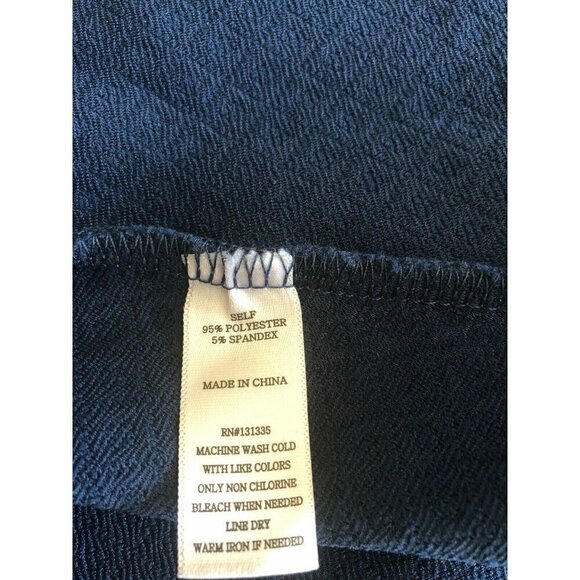 SELF
95% POLYESTER
5% SPANDEX
MADE IN CHINA
RN#131335
MACHINE WASH COLD
WITH LIKE COLORS
ONLY NON CHLORINE
BLEACH WHEN NEEDED
LINE DRY
WARM IRON IF NEEDED